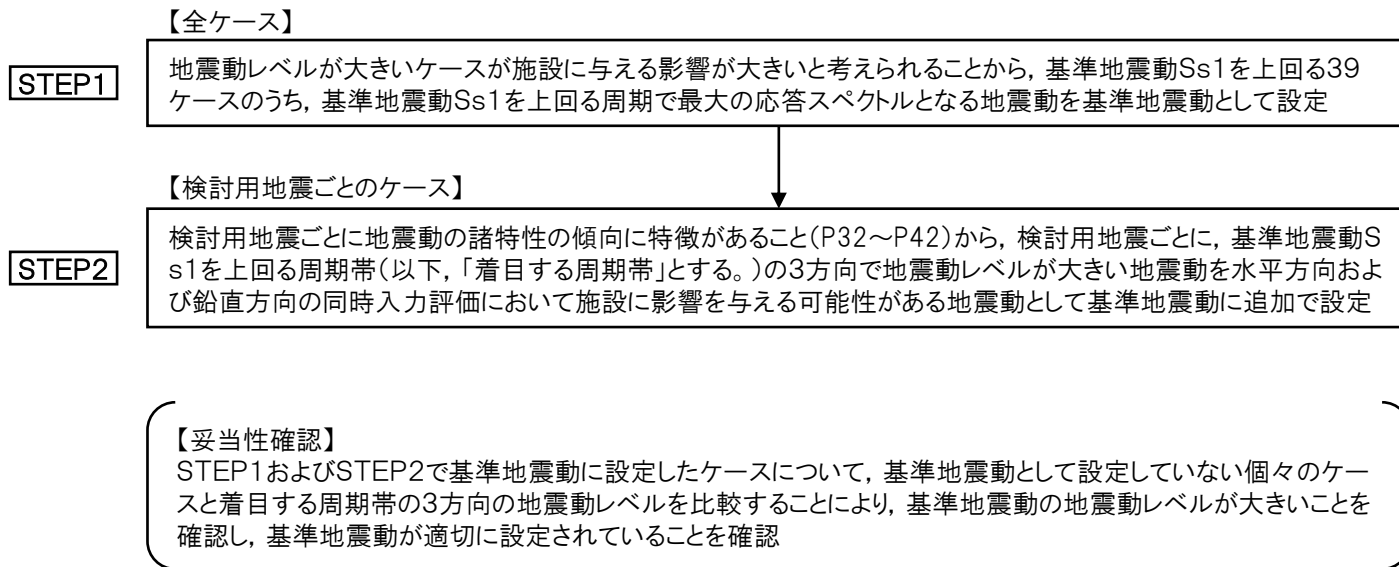 【全ケース】
STEP1
地震動レベルが大きいケースが施設に与える影響が大きいと考えられることから，基準地震動Ss1を上回る39
ケースのうち，基準地震動Ss1を上回る周期で最大の応答スペクトルとなる地震動を基準地震動として設定
【検討用地震ごとのケース】
STEP2
検討用地震ごとに地震動の諸特性の傾向に特徴があること(P32～P42)から，検討用地震ごとに，基準地震動S
s1を上回る周期帯(以下，「着目する周期帯」とする。)の3方向で地震動レベルが大きい地震動を水平方向およ
び鉛直方向の同時入力評価において施設に影響を与える可能性がある地震動として基準地震動に追加で設定
【妥当性確認】
STEP1およびSTEP2で基準地震動に設定したケースについて，基準地震動として設定していない個々のケー
スと着目する周期帯の3方向の地震動レベルを比較することにより，基準地震動の地震動レベルが大きいことを
確認し，基準地震動が適切に設定されていることを確認